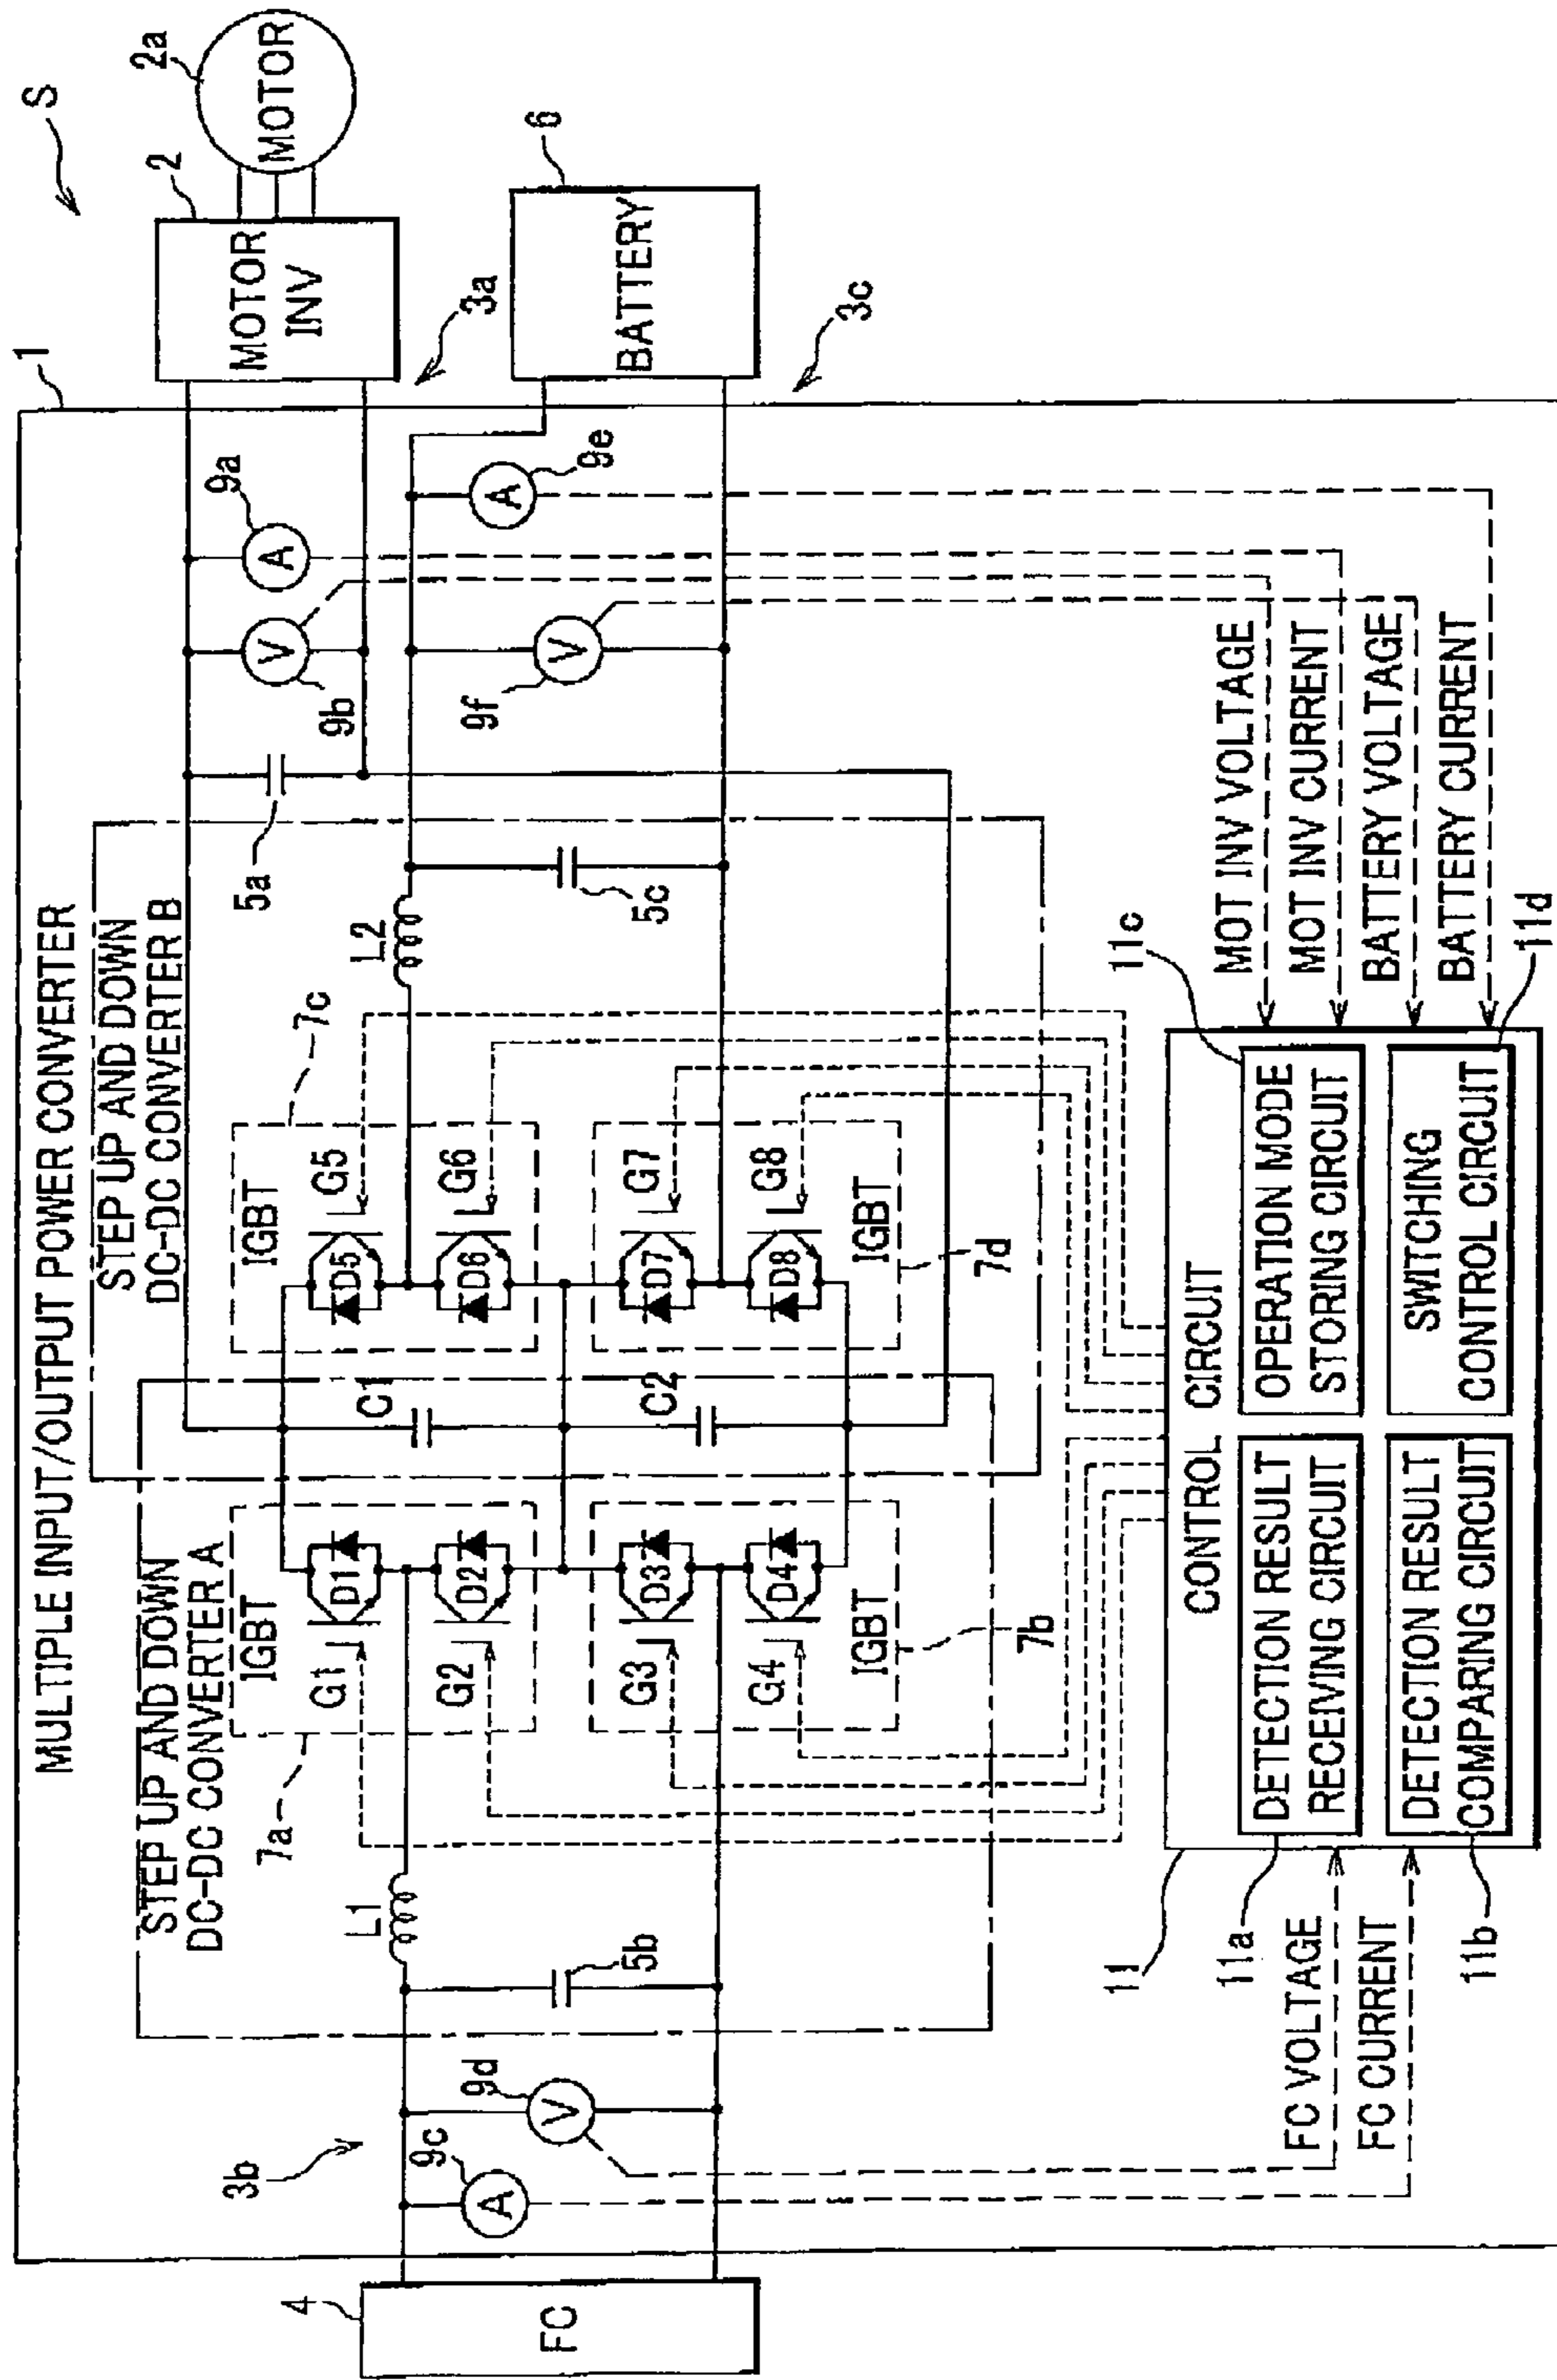 S
1
MULTIPLE INPUT/OUTPUT POWER CONVERTER
STEP UP AND DOWN
DC-DC CONVERTER A
STEP UP AND DOWN
DC-DC CONVERTER B
2
2a
MOTOR
MOTOR
INV
3a
6
BATTERY
3c
3b
4
FC
9c
A
9d
V
5b
L1
7a
IGBT
G1
D1
G2
D2
G3
D3
G4
D4
IGBT
7b
C1
C2
7c
IGBT
G5
D5
G6
D6
G7
D7
G8
D8
IGBT
7d
L2
5a
5c
9b
V
9a
A
9f
V
9e
A
FC VOLTAGE
FC CURRENT
MOT INV VOLTAGE
MOT INV CURRENT
BATTERY VOLTAGE
BATTERY CURRENT
11
CONTROL CIRCUIT
11a
DETECTION RESULT
RECEIVING CIRCUIT
11b
DETECTION RESULT
COMPARING CIRCUIT
11c
OPERATION MODE
STORING CIRCUIT
11d
SWITCHING
CONTROL CIRCUIT